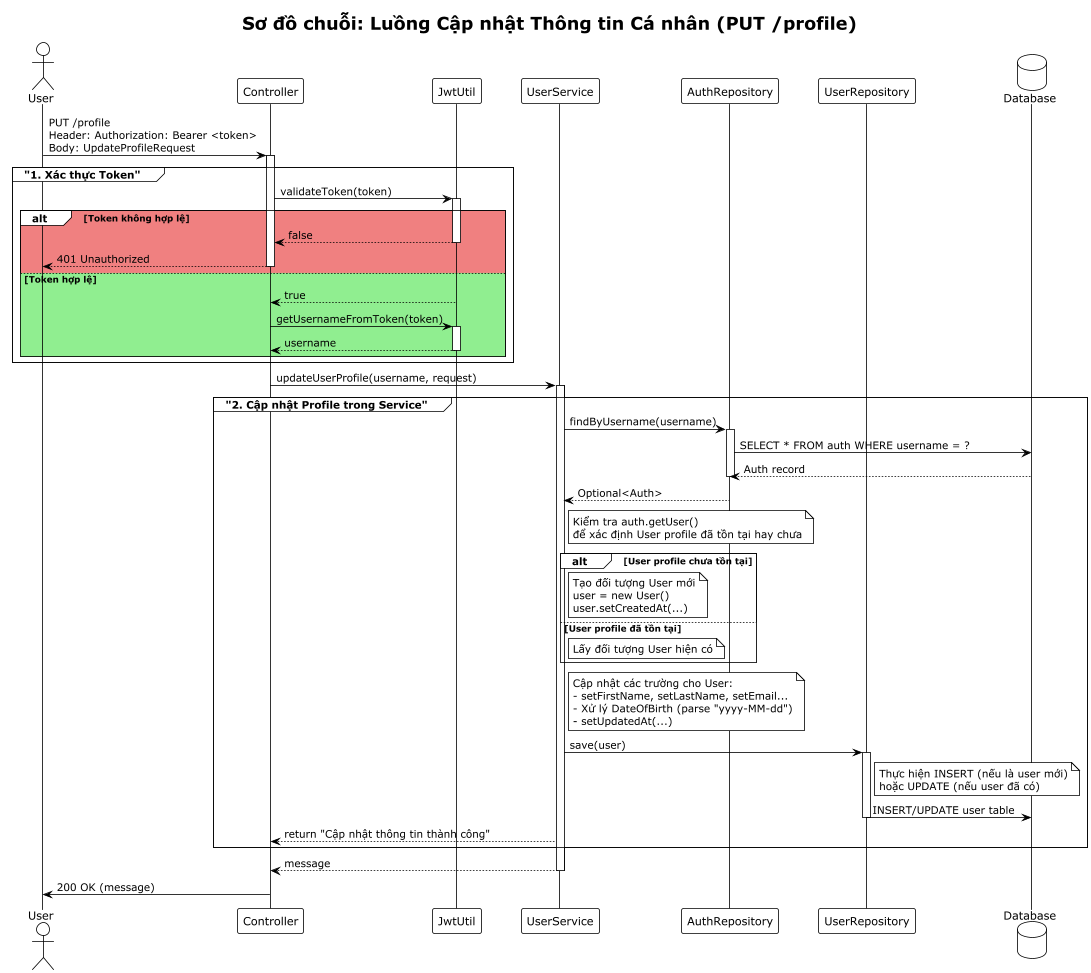 Sơ đồ chuỗi: Luồng Cập nhật Thông tin Cá nhân (PUT /profile)
User
Controller
JwtUtil
UserService
AuthRepository
UserRepository
Database
PUT /profile
Header: Authorization: Bearer <token>
Body: UpdateProfileRequest
"1. Xác thực Token"
validateToken(token)
alt
[Token không hợp lệ]
false
401 Unauthorized
[Token hợp lệ]
true
getUsernameFromToken(token)
username
updateUserProfile(username, request)
"2. Cập nhật Profile trong Service"
findByUsername(username)
SELECT * FROM auth WHERE username = ?
Auth record
Optional<Auth>
Kiểm tra auth.getUser()
để xác định User profile đã tồn tại hay chưa
alt
[User profile chưa tồn tại]
Tạo đối tượng User mới
user = new User()
user.setCreatedAt(...)
[User profile đã tồn tại]
Lấy đối tượng User hiện có
Cập nhật các trường cho User:
- setFirstName, setLastName, setEmail...
- Xử lý DateOfBirth (parse "yyyy-MM-dd")
- setUpdatedAt(...)
save(user)
Thực hiện INSERT (nếu là user mới)
hoặc UPDATE (nếu user đã có)
INSERT/UPDATE user table
return "Cập nhật thông tin thành công"
message
200 OK (message)
User
Controller
JwtUtil
UserService
AuthRepository
UserRepository
Database